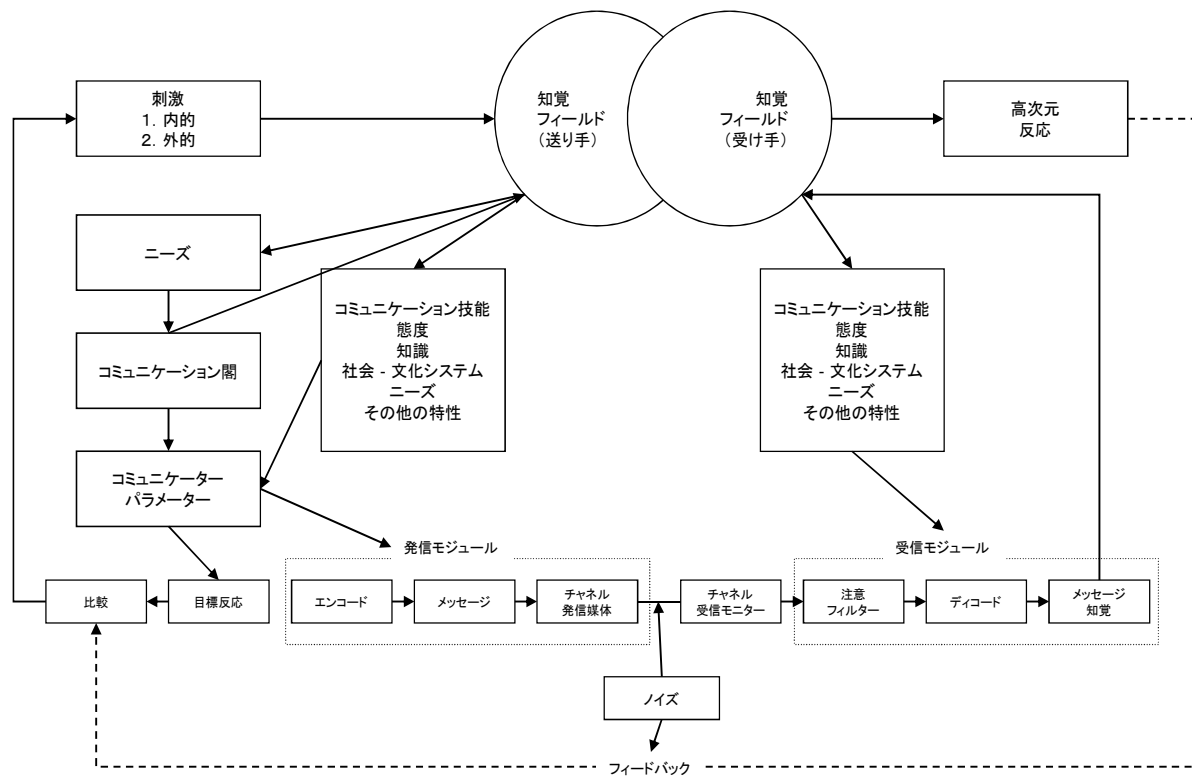 刺激
1. 内的
2. 外的
知覚
フィールド
(送り手)
知覚
フィールド
(受け手)
高次元
反応
ニーズ
コミュニケーション閣
コミュニケーター
パラメーター
コミュニケーション技能
態度
知識
社会 - 文化システム
ニーズ
その他の特性
コミュニケーション技能
態度
知識
社会 - 文化システム
ニーズ
その他の特性
発信モジュール
受信モジュール
比較
目標反応
エンコード
メッセージ
チャネル
発信媒体
チャネル
受信モニター
注意
フィルター
ディコード
メッセージ
知覚
ノイズ
フィードバック